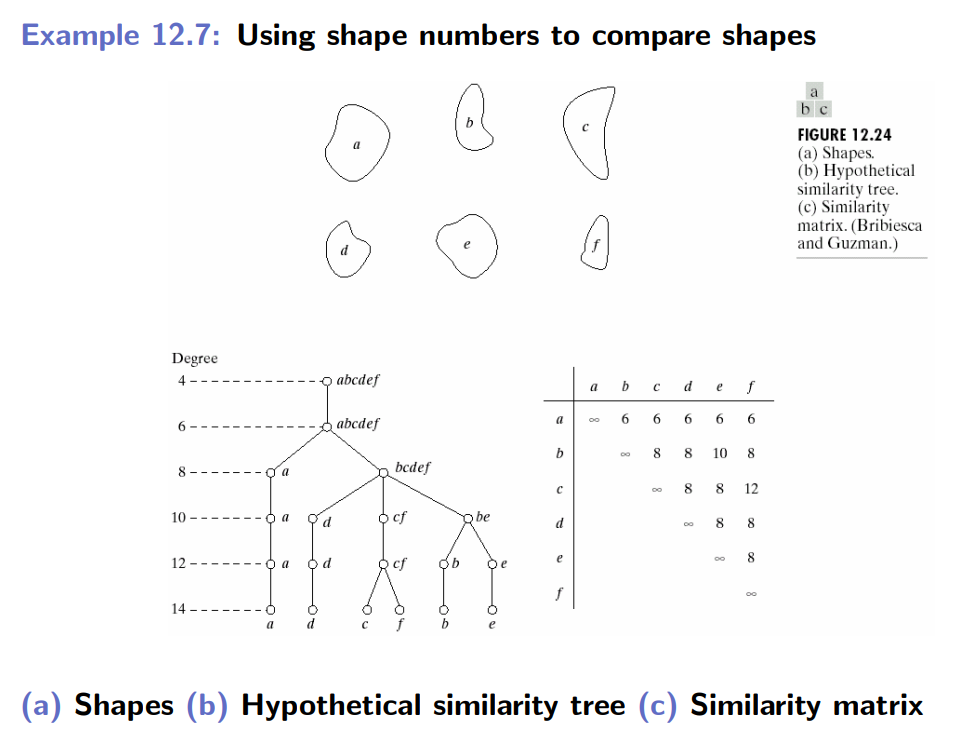 Example 12.7: Using shape numbers to compare shapes
a
b c
FIGURE 12.24
(a) Shapes.
(b) Hypothetical
similarity tree.
(c) Similarity
matrix. (Bribiesca
and Guzman.)
a
b
c
d
e
f
Degree
4 abcdef
6 abcdef
8 a bcdef
10 a d cf be
12 a d cf b e
14
a d c f b e
a b c d e f
a ∞ 6 6 6 6 6
b ∞ 8 8 10 8
c ∞ 8 8 12
d ∞ 8 8
e ∞ 8
f ∞
(a) Shapes (b) Hypothetical similarity tree (c) Similarity matrix